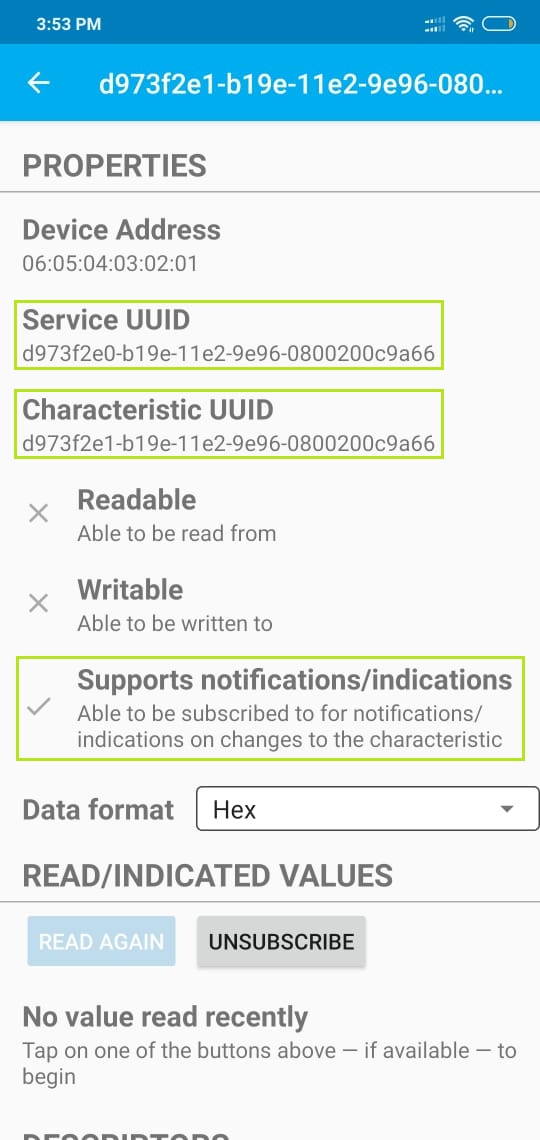 3:53 PM
d973f2e1-b19e-11e2-9e96-080...
PROPERTIES
Device Address
06:05:04:03:02:01
Service UUID
d973f2e0-b19e-11e2-9e96-0800200c9a66
Characteristic UUID
d973f2e1-b19e-11e2-9e96-0800200c9a66
Readable
Able to be read from
Writable
Able to be written to
Supports notifications/indications
Able to be subscribed to for notifications/
indications on changes to the characteristic
Data format Hex
READ/INDICATED VALUES
READ AGAIN UNSUBSCRIBE
No value read recently
Tap on one of the buttons above — if available — to
begin
DESCRIPTORS